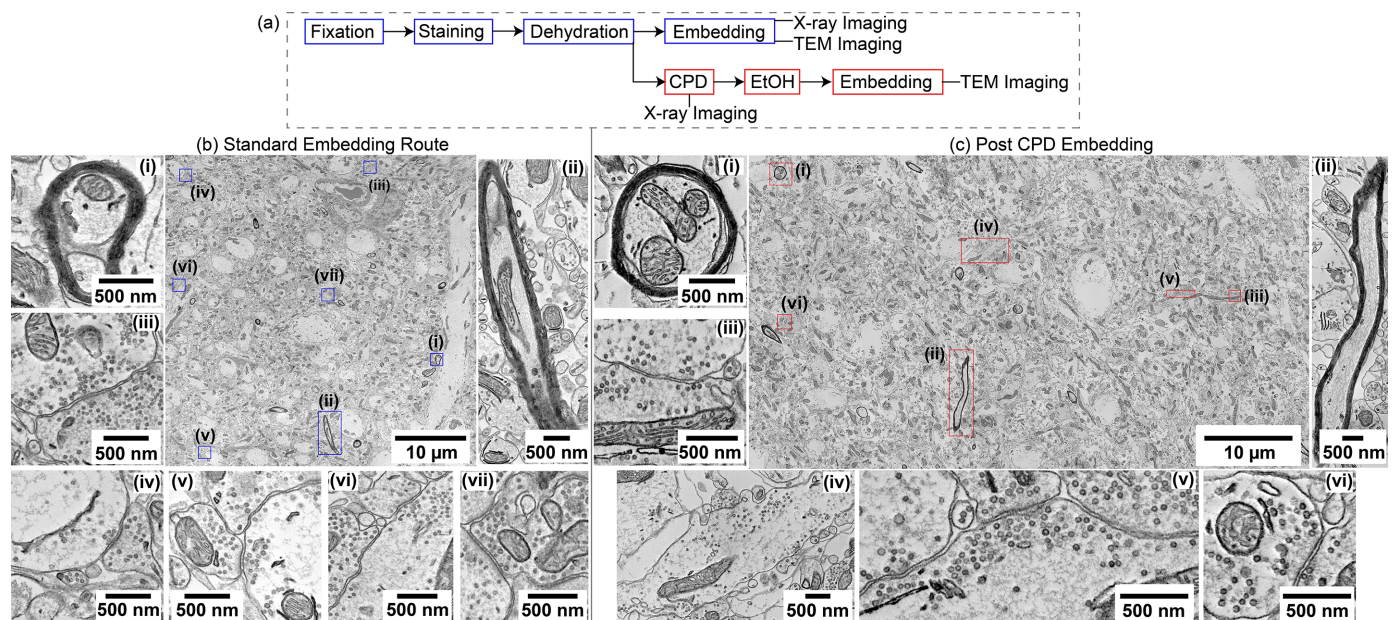 (a)
Fixation
Staining
Dehydration
Embedding
X-ray Imaging
TEM Imaging
CPD
EtOH
Embedding
TEM Imaging
X-ray Imaging
(b) Standard Embedding Route
(i)
500 nm
(iii)
500 nm
(iv)
(iii)
(vi)
(vii)
(i)
(ii)
(v)
10 µm
(ii)
500 nm
(iv)
500 nm
(v)
500 nm
(vi)
500 nm
(vii)
500 nm
(c) Post CPD Embedding
(i)
500 nm
(iii)
500 nm
(i)
(iv)
(v)
(iii)
(vi)
(ii)
10 µm
(ii)
500 nm
(iv)
500 nm
(v)
500 nm
(vi)
500 nm